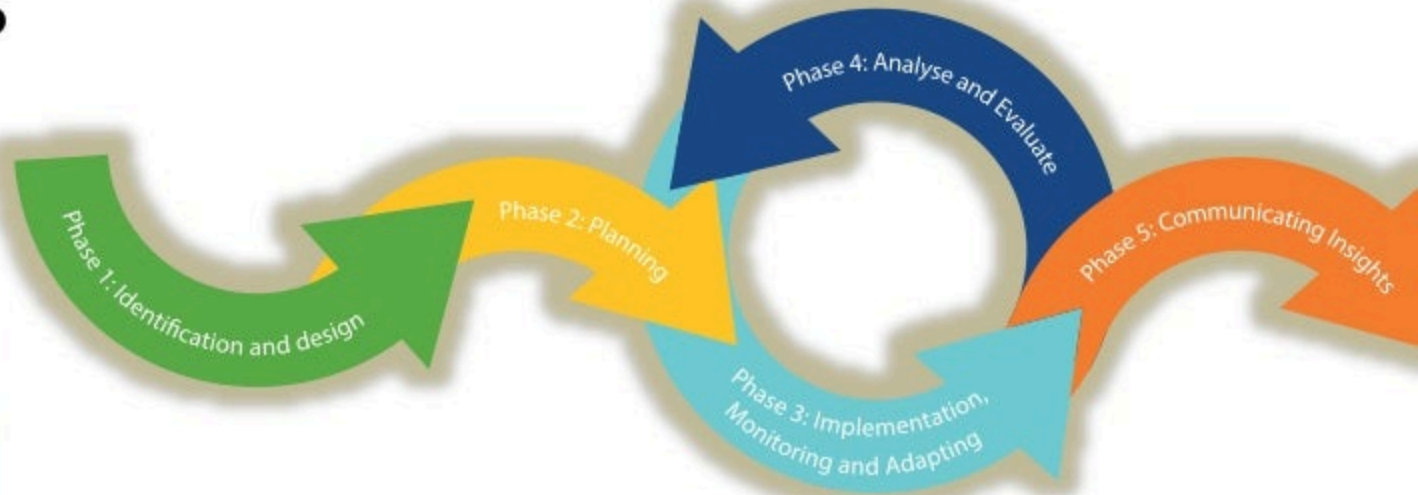 Phase 1: Identification and design
Phase 2: Planning
Phase 3: Implementation,
Monitoring and Adapting
Phase 4: Analyse and Evaluate
Phase 5: Communicating Insights